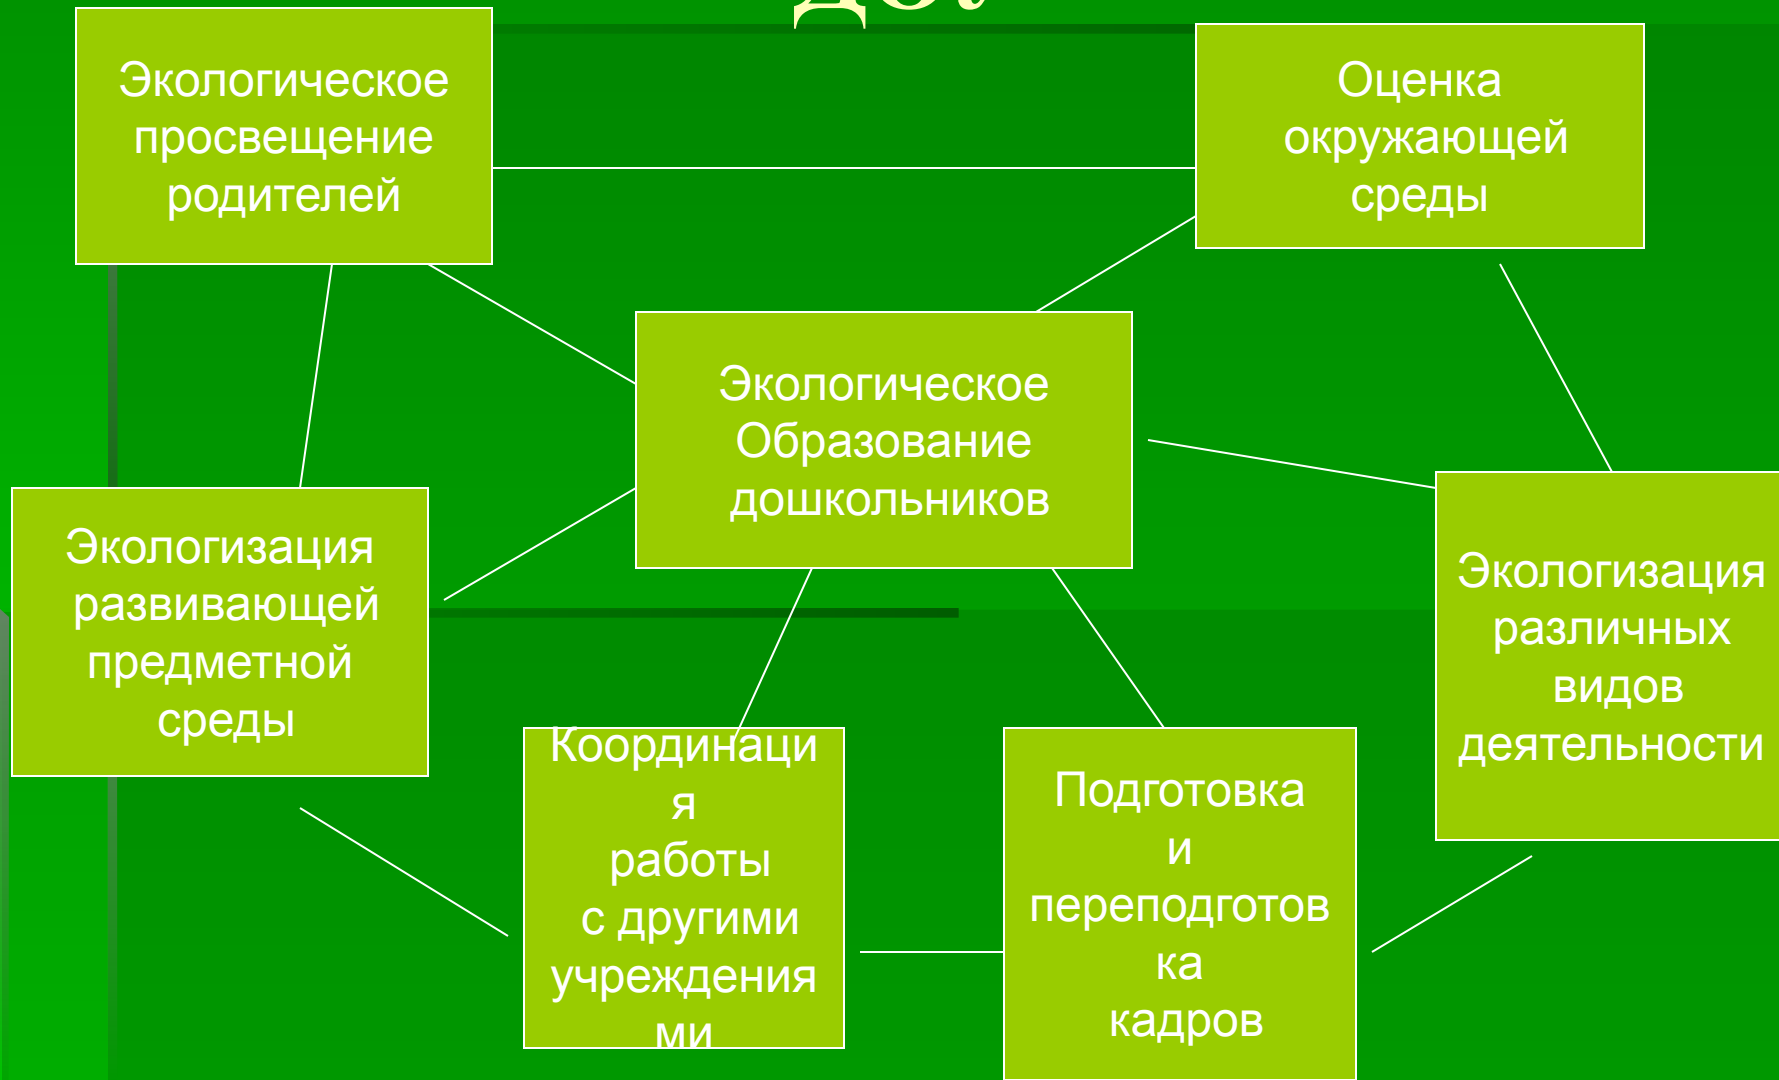 Экологическое
просвещение
родителей
Оценка
окружающей
среды
Экологическое
Образование
дошкольников
Экологизация
развивающей
предметной
среды
Экологизация
различных
видов
деятельности
Координаци
я
работы
с другими
учреждения
ми
Подготовка
и
переподготов
ка
кадров